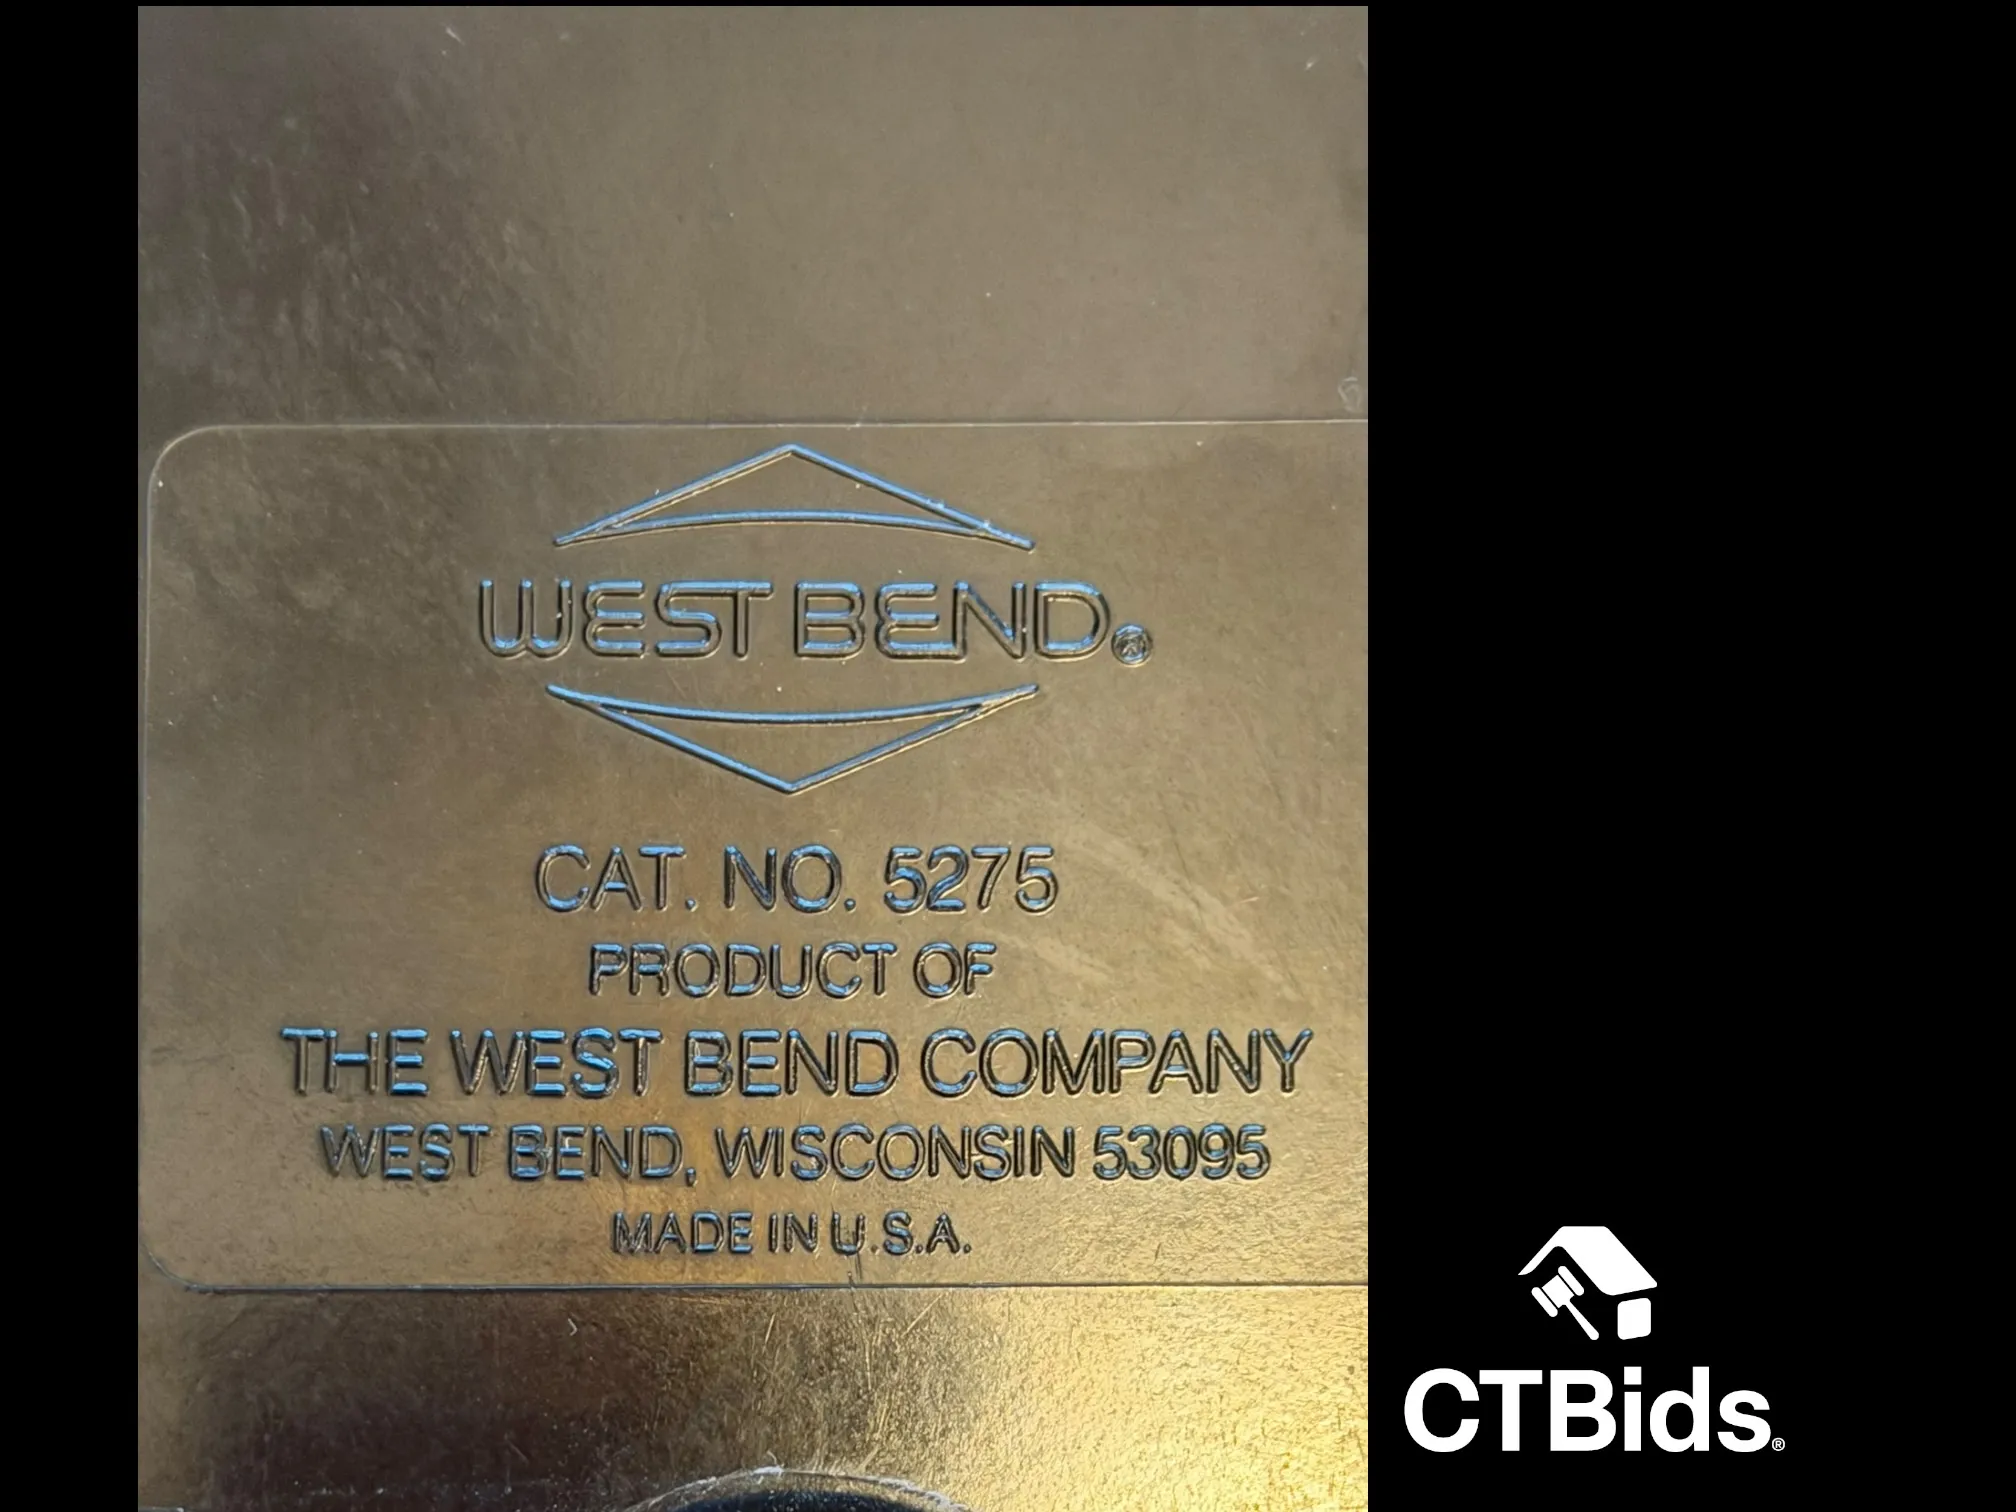 WEST BEND®
CAT. NO. 5275
PRODUCT OF
THE WEST BEND COMPANY
WEST BEND, WISCONSIN 53095
MADE IN U.S.A.
CTBids®